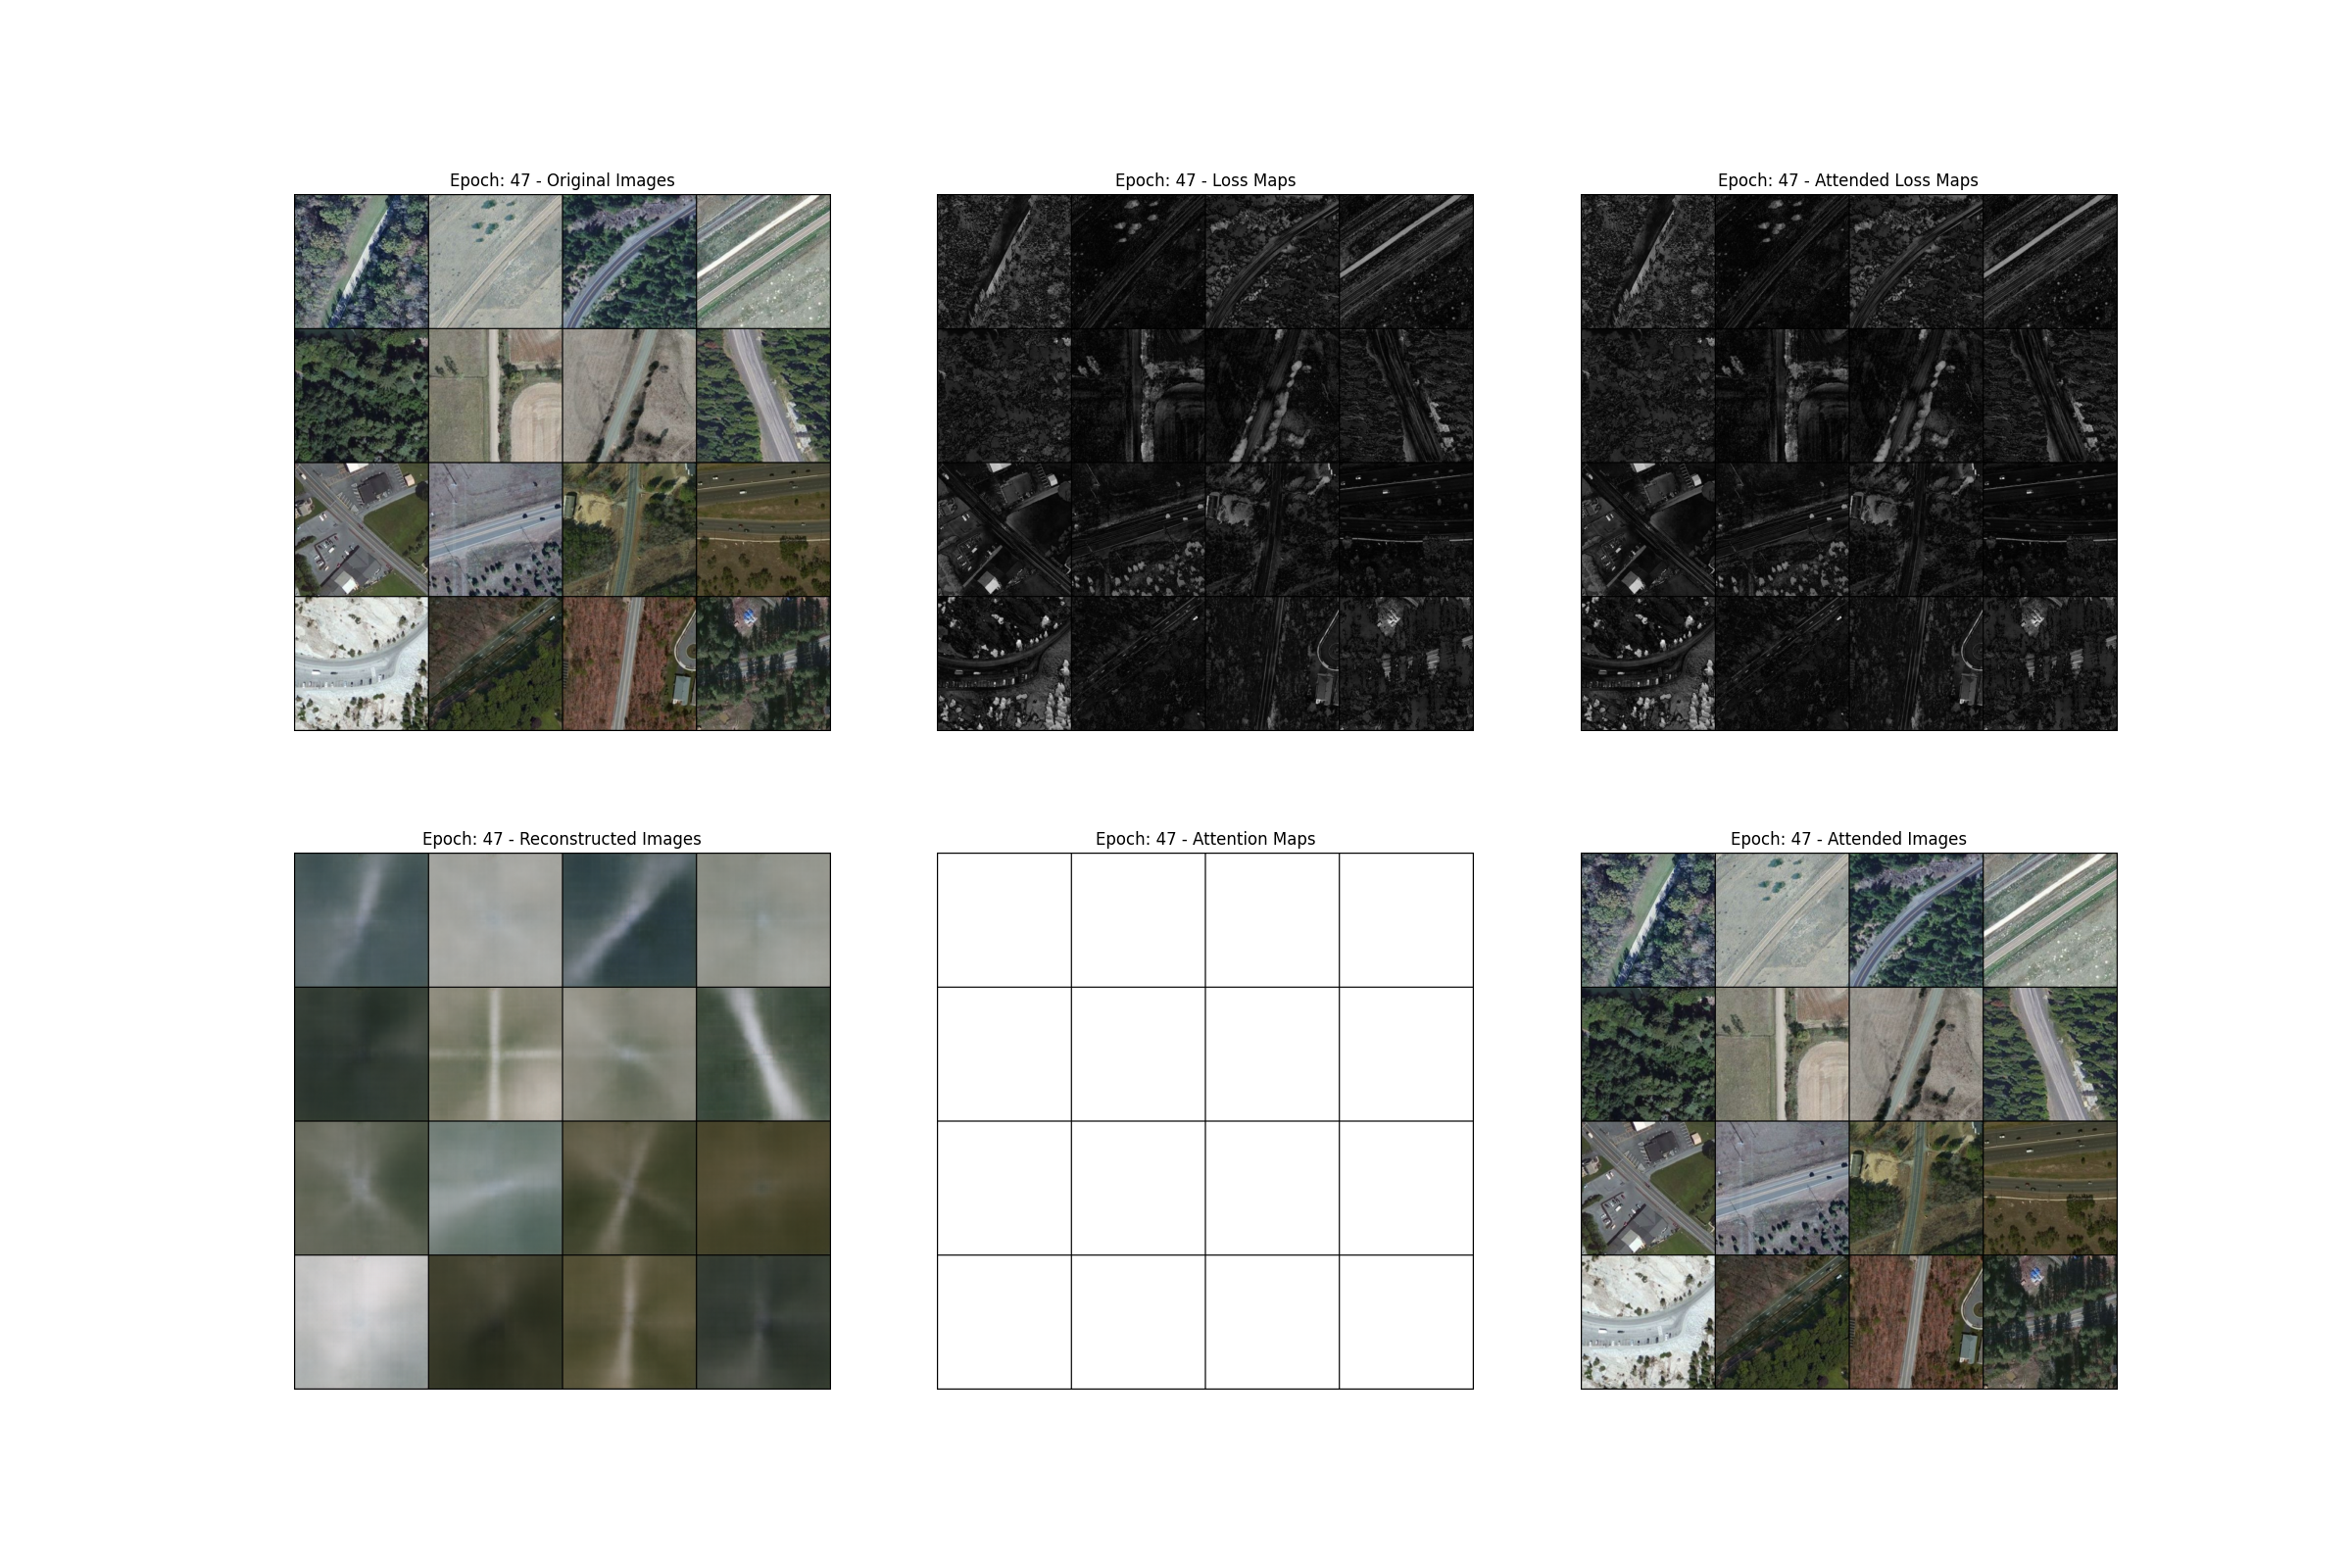 Epoch: 47 - Original Images
Epoch: 47 - Loss Maps
Epoch: 47 - Attended Loss Maps
Epoch: 47 - Reconstructed Images
Epoch: 47 - Attention Maps
Epoch: 47 - Attended Images